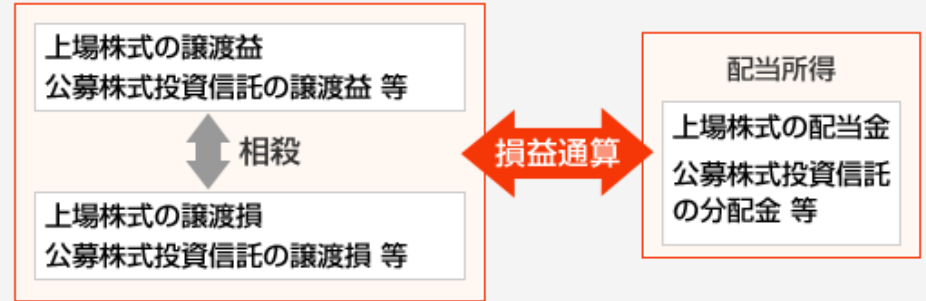 上場株式の譲渡益
公募株式投資信託の譲渡益 等
相殺
上場株式の譲渡損
公募株式投資信託の譲渡損 等
損益通算
配当所得
上場株式の配当金
公募株式投資信託
の分配金 等